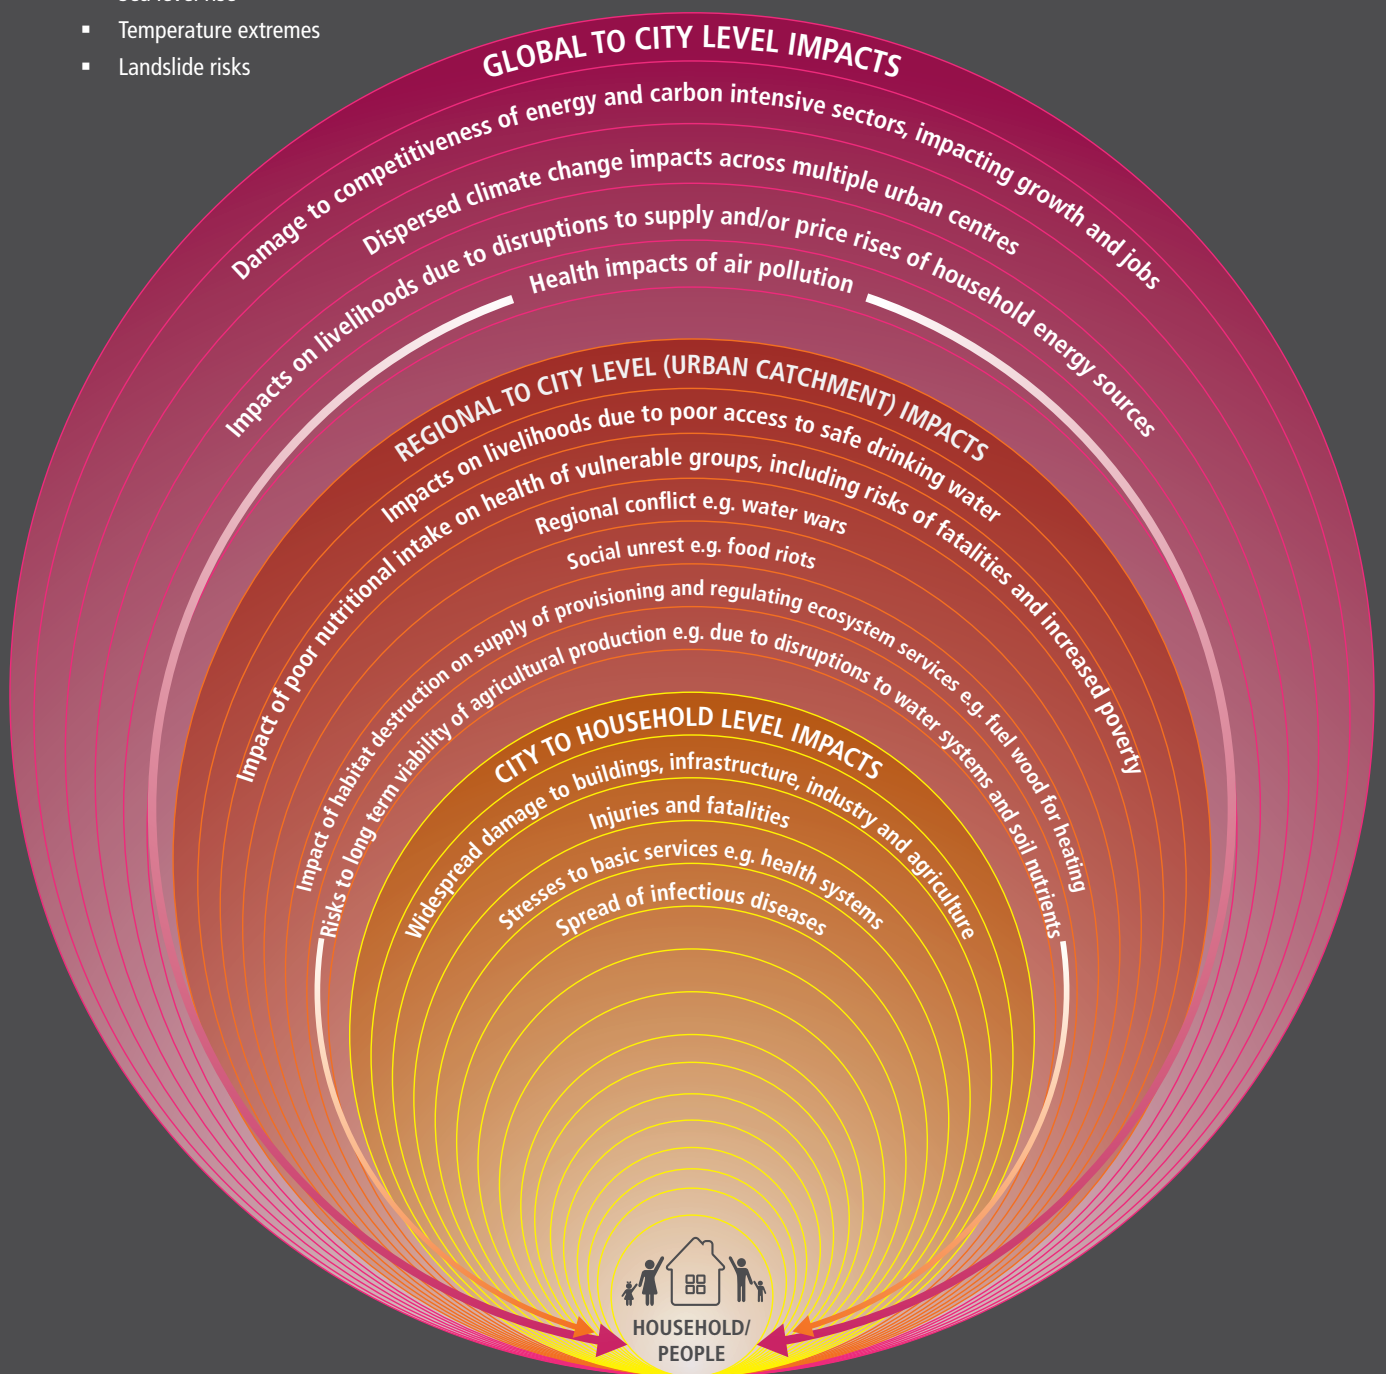 Sea level rise
▪ Temperature extremes
▪ Landslide risks
GLOBAL TO CITY LEVEL IMPACTS
Damage to competitiveness of energy and carbon intensive sectors, impacting growth and jobs
Dispersed climate change impacts across multiple urban centres
Impacts on livelihoods due to disruptions to supply and/or price rises of household energy sources
Health impacts of air pollution
REGIONAL TO CITY LEVEL (URBAN CATCHMENT) IMPACTS
Impacts on livelihoods due to poor access to safe drinking water
Impact of poor nutritional intake on health of vulnerable groups, including risks of fatalities and increased poverty
Regional conflict e.g. water wars
Social unrest e.g. food riots
Impact of habitat destruction on supply of provisioning and regulating ecosystem services e.g. fuel wood for heating
Risks to long term viability of agricultural production e.g. due to disruptions to water systems and soil nutrients
CITY TO HOUSEHOLD LEVEL IMPACTS
Widespread damage to buildings, infrastructure, industry and agriculture
Injuries and fatalities
Stresses to basic services e.g. health systems
Spread of infectious diseases
HOUSEHOLD/
PEOPLE